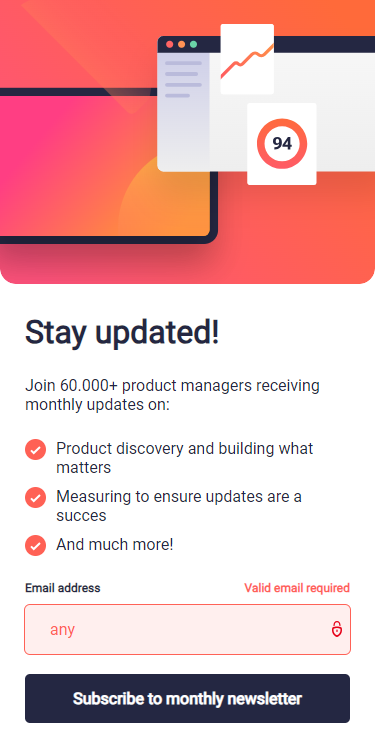 94
Stay updated!
Join 60.000+ product managers receiving
monthly updates on:
Product discovery and building what
matters
Measuring to ensure updates are a
succes
And much more!
Email address Valid email required
any
Subscribe to monthly newsletter